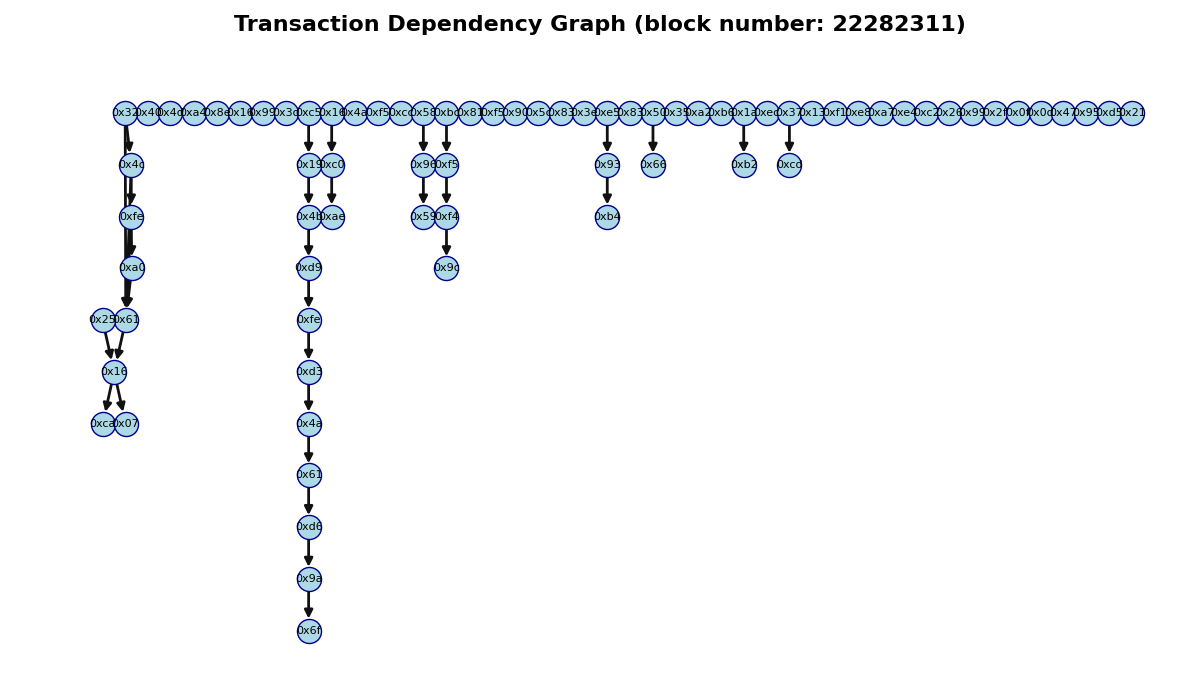 Transaction Dependency Graph (block number: 22282311)
0x32 0x40 0x4d 0xa4 0x8e 0x16 0x99 0x3d 0xc5 0x16 0x4a 0xf5 0xcc 0x58 0xbc 0x81 0xf5 0x90 0x5c 0x83 0x3e 0xe5 0x83 0x50 0x35 0xa2 0xb6 0x1a 0xec 0x37 0x13 0xf1 0xe8 0xa7 0xe4 0xc2 0x26 0x99 0x2f 0x0f 0x0d 0x47 0x95 0xd5 0x21
0x4c 0x19 0xc0 0x96 0xf5 0x93 0x66 0xb2 0xcd
0xfe 0x4b 0xae 0x59 0xf4 0xb4
0xa0 0xd9 0x9c
0x25 0x61 0xfe
0x16 0xd3
0xca 0x07 0x4a
0x61
0xd6
0x9a
0x6f